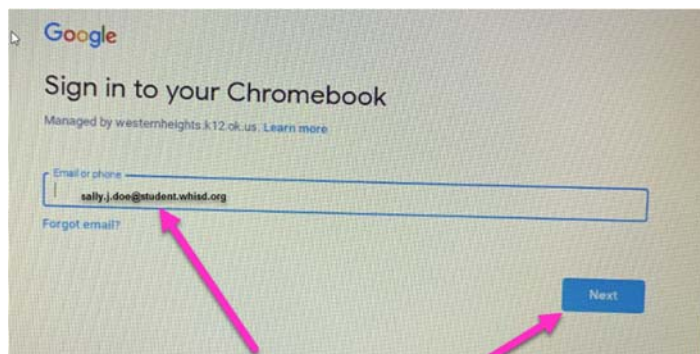 Google
Sign in to your Chromebook
Managed by westernheights.k12.ok.us. Learn more
Email or phone
sally.j.doe@student.whisd.org
Forgot email?
Next